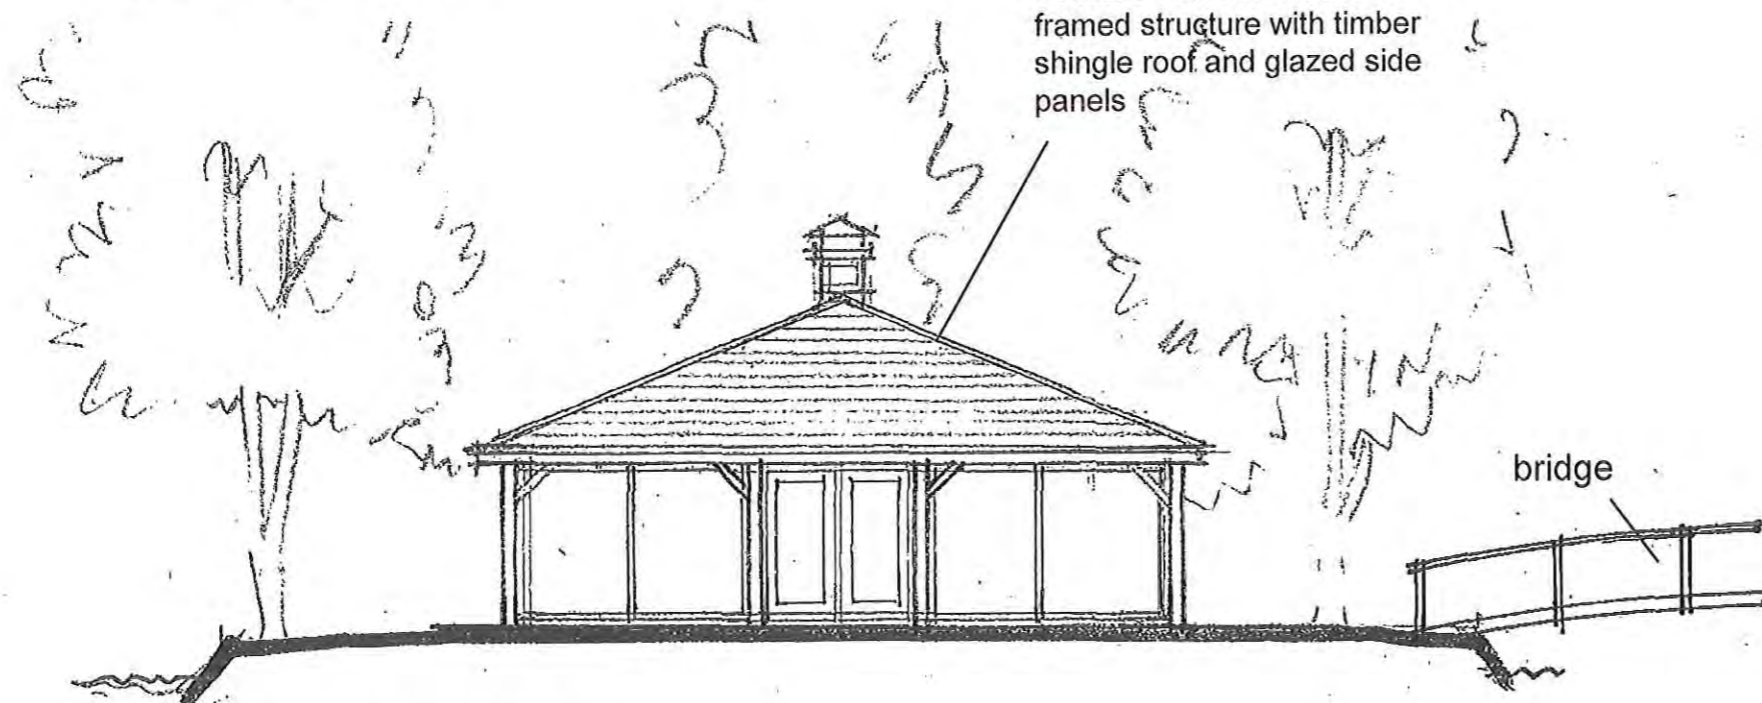 framed structure with timber
shingle roof and glazed side
panels
bridge